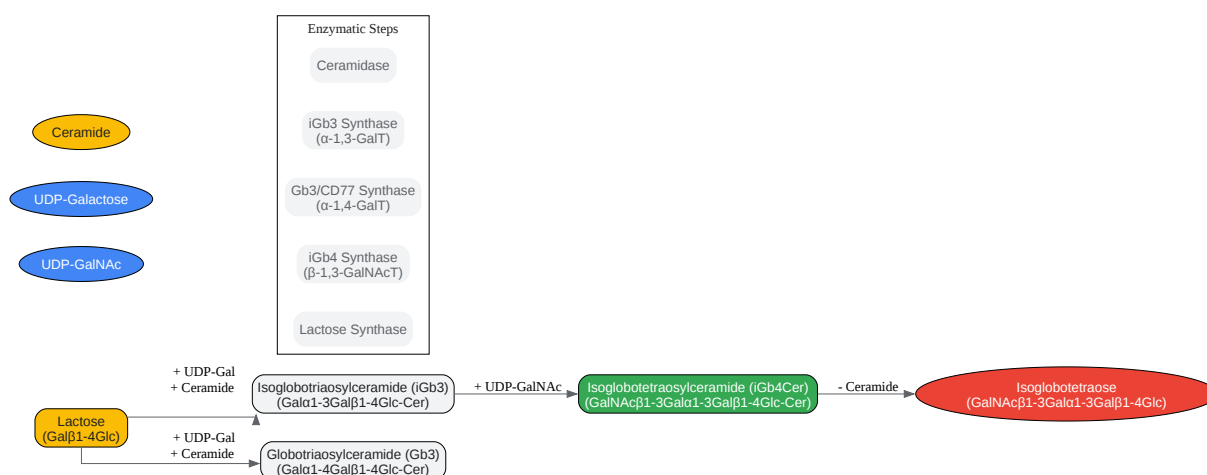 Enzymatic Steps
Ceramidase
iGb3 Synthase
(α-1,3-GalT)
Gb3/CD77 Synthase
(α-1,4-GalT)
iGb4 Synthase
(β-1,3-GalNAcT)
Lactose Synthase
Ceramide
UDP-Galactose
UDP-GalNAc
Lactose
(Galβ1-4Glc)
+ UDP-Gal
+ Ceramide
Isoglobotriaosylceramide (iGb3)
(Galα1-3Galβ1-4Glc-Cer)
+ UDP-GalNAc
Isoglobotetraosylceramide (iGb4Cer)
(GalNAcβ1-3Galα1-3Galβ1-4Glc-Cer)
- Ceramide
Isoglobotetraose
(GalNAcβ1-3Galα1-3Galβ1-4Glc)
+ UDP-Gal
+ Ceramide
Globotriaosylceramide (Gb3)
(Galα1-4Galβ1-4Glc-Cer)